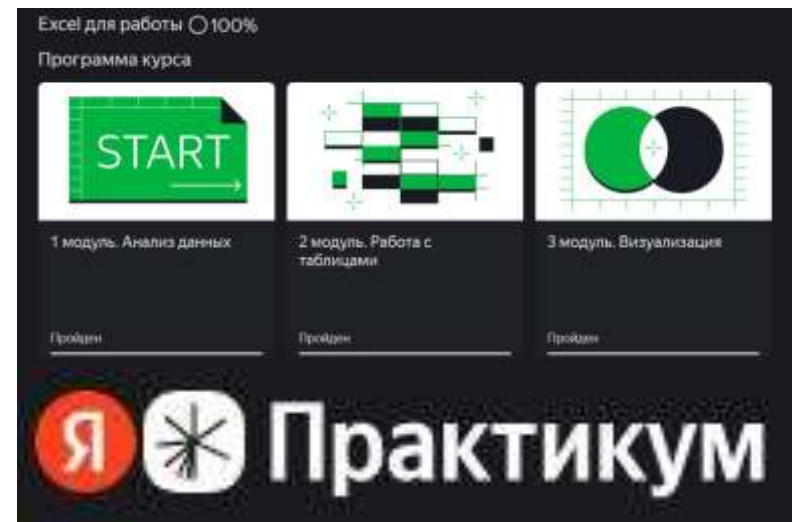 Excel для работы 100%
Программа курса
START
1 модуль. Анализ данных
2 модуль. Работа с
таблицами
3 модуль. Визуализация
Пройден
Пройден
Пройден
Я Практикум